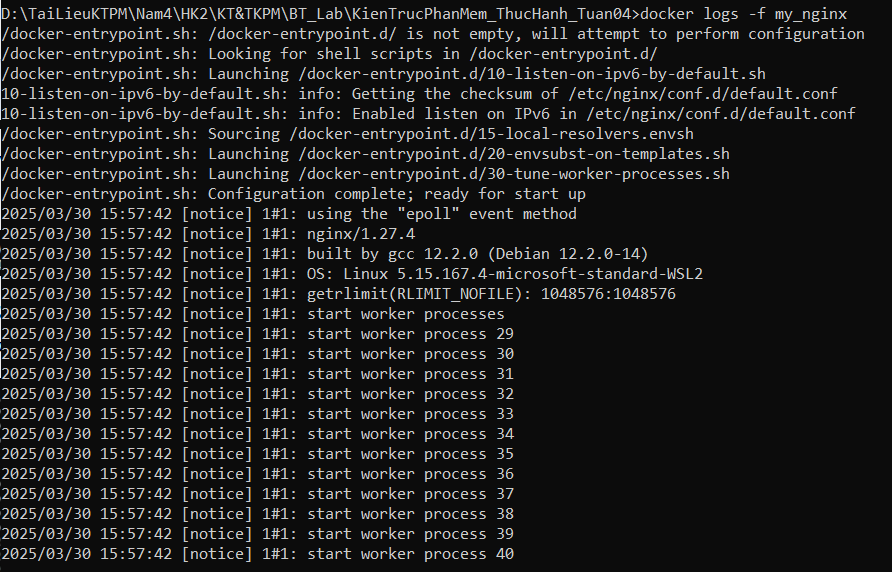 D:\TaiLieuKTPM\Nam4\HK2\KT&TKPM\BT_Lab\KienTrucPhanMem_ThucHanh_Tuan04>docker logs -f my_nginx
/docker-entrypoint.sh: /docker-entrypoint.d/ is not empty, will attempt to perform configuration
/docker-entrypoint.sh: Looking for shell scripts in /docker-entrypoint.d/
/docker-entrypoint.sh: Launching /docker-entrypoint.d/10-listen-on-ipv6-by-default.sh
10-listen-on-ipv6-by-default.sh: info: Getting the checksum of /etc/nginx/conf.d/default.conf
10-listen-on-ipv6-by-default.sh: info: Enabled listen on IPv6 in /etc/nginx/conf.d/default.conf
/docker-entrypoint.sh: Sourcing /docker-entrypoint.d/15-local-resolvers.envsh
/docker-entrypoint.sh: Launching /docker-entrypoint.d/20-envsubst-on-templates.sh
/docker-entrypoint.sh: Launching /docker-entrypoint.d/30-tune-worker-processes.sh
/docker-entrypoint.sh: Configuration complete; ready for start up
2025/03/30 15:57:42 [notice] 1#1: using the "epoll" event method
2025/03/30 15:57:42 [notice] 1#1: nginx/1.27.4
2025/03/30 15:57:42 [notice] 1#1: built by gcc 12.2.0 (Debian 12.2.0-14)
2025/03/30 15:57:42 [notice] 1#1: OS: Linux 5.15.167.4-microsoft-standard-WSL2
2025/03/30 15:57:42 [notice] 1#1: getrlimit(RLIMIT_NOFILE): 1048576:1048576
2025/03/30 15:57:42 [notice] 1#1: start worker processes
2025/03/30 15:57:42 [notice] 1#1: start worker process 29
2025/03/30 15:57:42 [notice] 1#1: start worker process 30
2025/03/30 15:57:42 [notice] 1#1: start worker process 31
2025/03/30 15:57:42 [notice] 1#1: start worker process 32
2025/03/30 15:57:42 [notice] 1#1: start worker process 33
2025/03/30 15:57:42 [notice] 1#1: start worker process 34
2025/03/30 15:57:42 [notice] 1#1: start worker process 35
2025/03/30 15:57:42 [notice] 1#1: start worker process 36
2025/03/30 15:57:42 [notice] 1#1: start worker process 37
2025/03/30 15:57:42 [notice] 1#1: start worker process 38
2025/03/30 15:57:42 [notice] 1#1: start worker process 39
2025/03/30 15:57:42 [notice] 1#1: start worker process 40